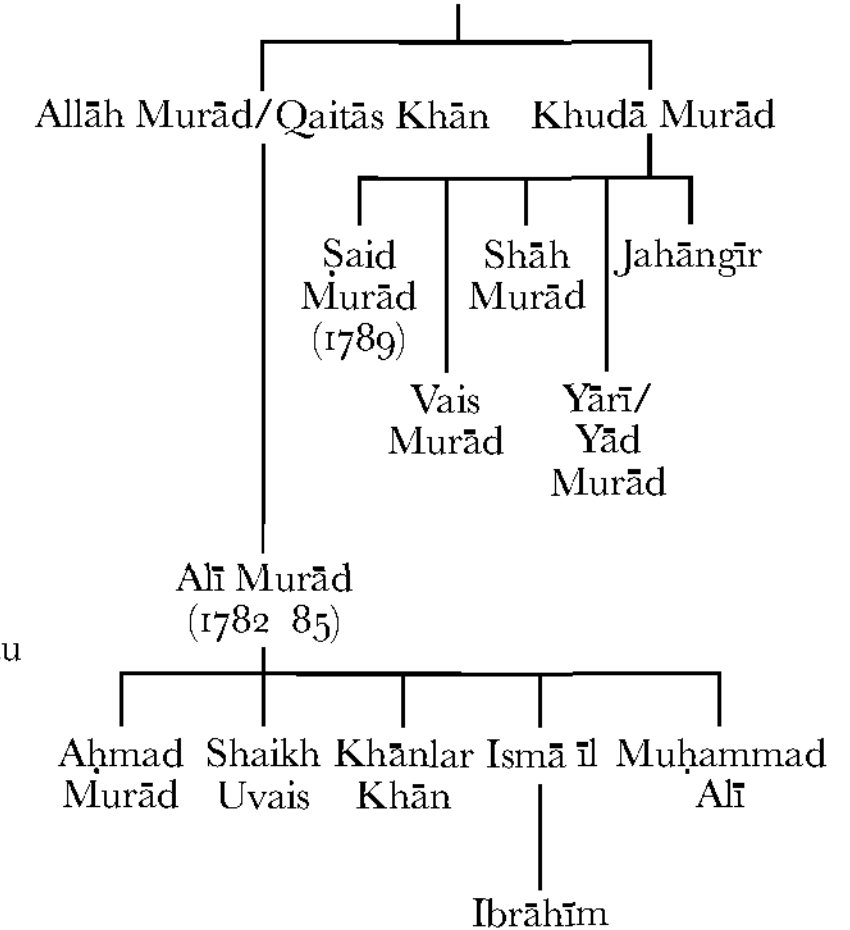 Allāh Murād/Qaitās Khān Khudā Murād
Ṣaid
Murād
(1789)
Shāh
Murād
Jahāngīr
Vais
Murād
Yārī/
Yād
Murād
Alī Murād
(1782 85)
u
Aḥmad
Murād
Shaikh
Uvais
Khānlar
Khān
Ismā īl
Muḥammad
Alī
Ibrāhīm